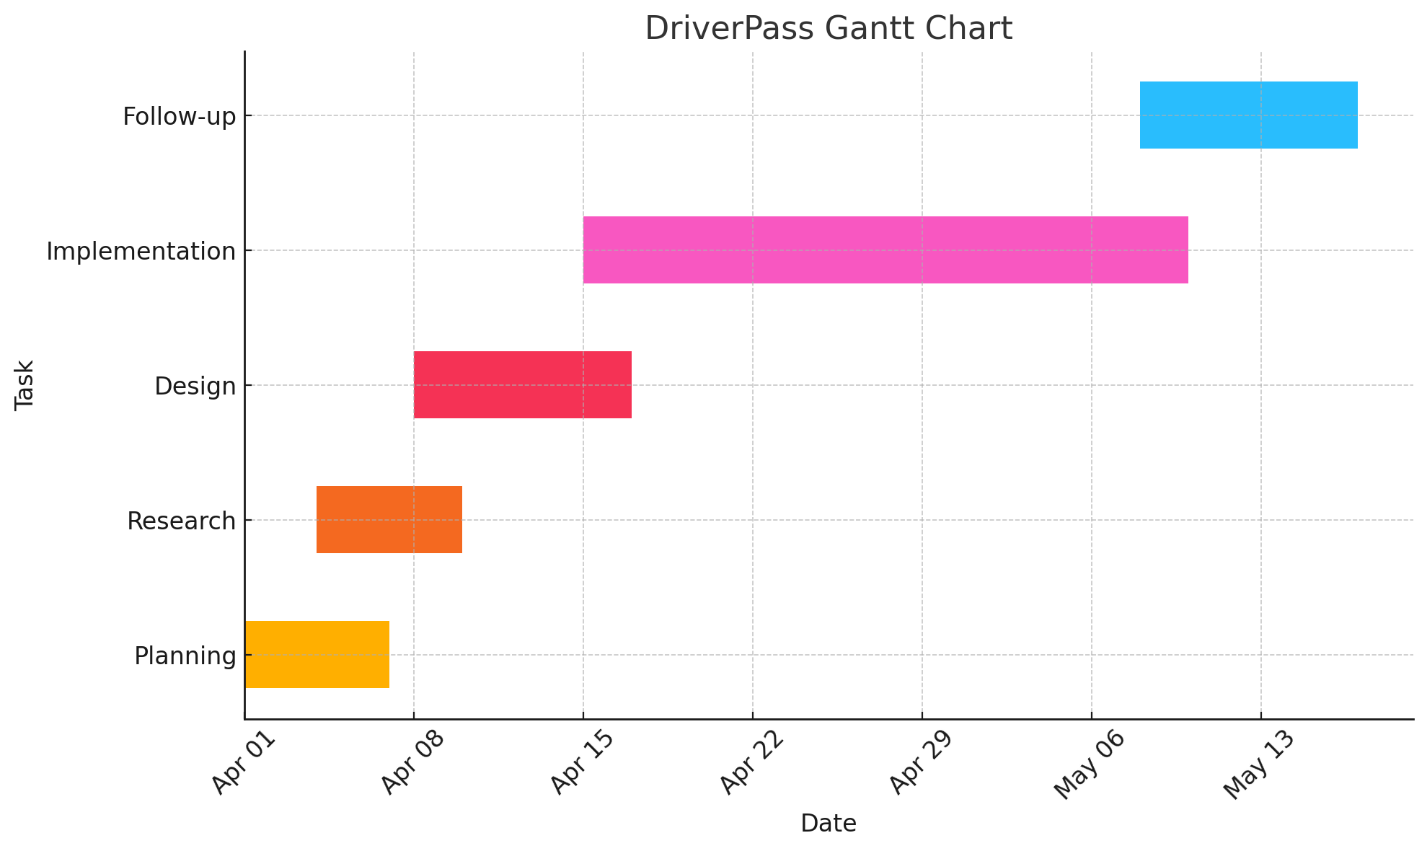 DriverPass Gantt Chart
Follow-up
Implementation
Design
Research
Planning
Task
Apr 01
Apr 08
Apr 15
Apr 22
Apr 29
May 06
May 13
Date